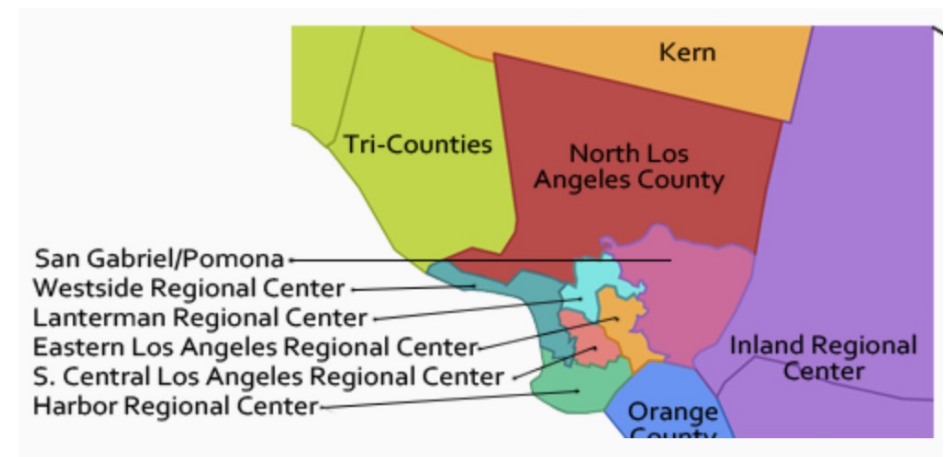 Kern
Tri-Counties
North Los
Angeles County
San Gabriel/Pomona
Westside Regional Center
Lanterman Regional Center
Eastern Los Angeles Regional Center
S. Central Los Angeles Regional Center
Harbor Regional Center
Inland Regional
Center
Orange
County